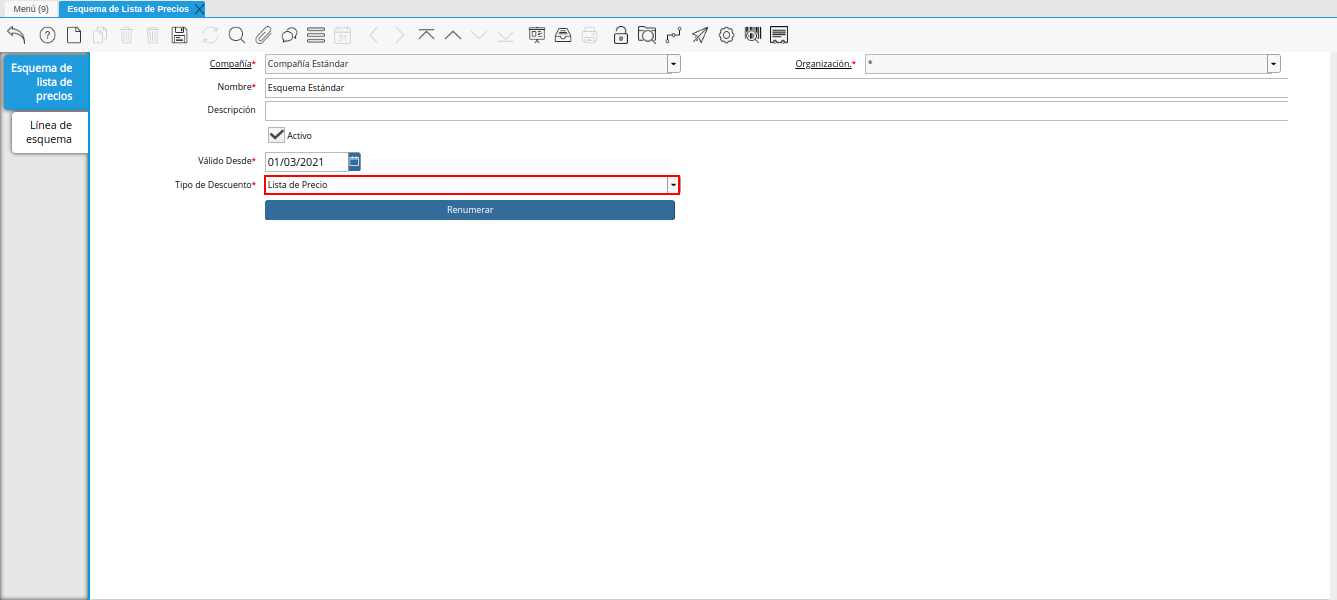 Menú (9)
Esquema de Lista de Precios
31
Esquema de
lista de
precios
Línea de
esquema
Compañía*
Compañía Estándar
Organización.*
*
Nombre*
Esquema Estándar
Descripción
Activo
Válido Desde*
01/03/2021
Tipo de Descuento*
Lista de Precio
Renumerar